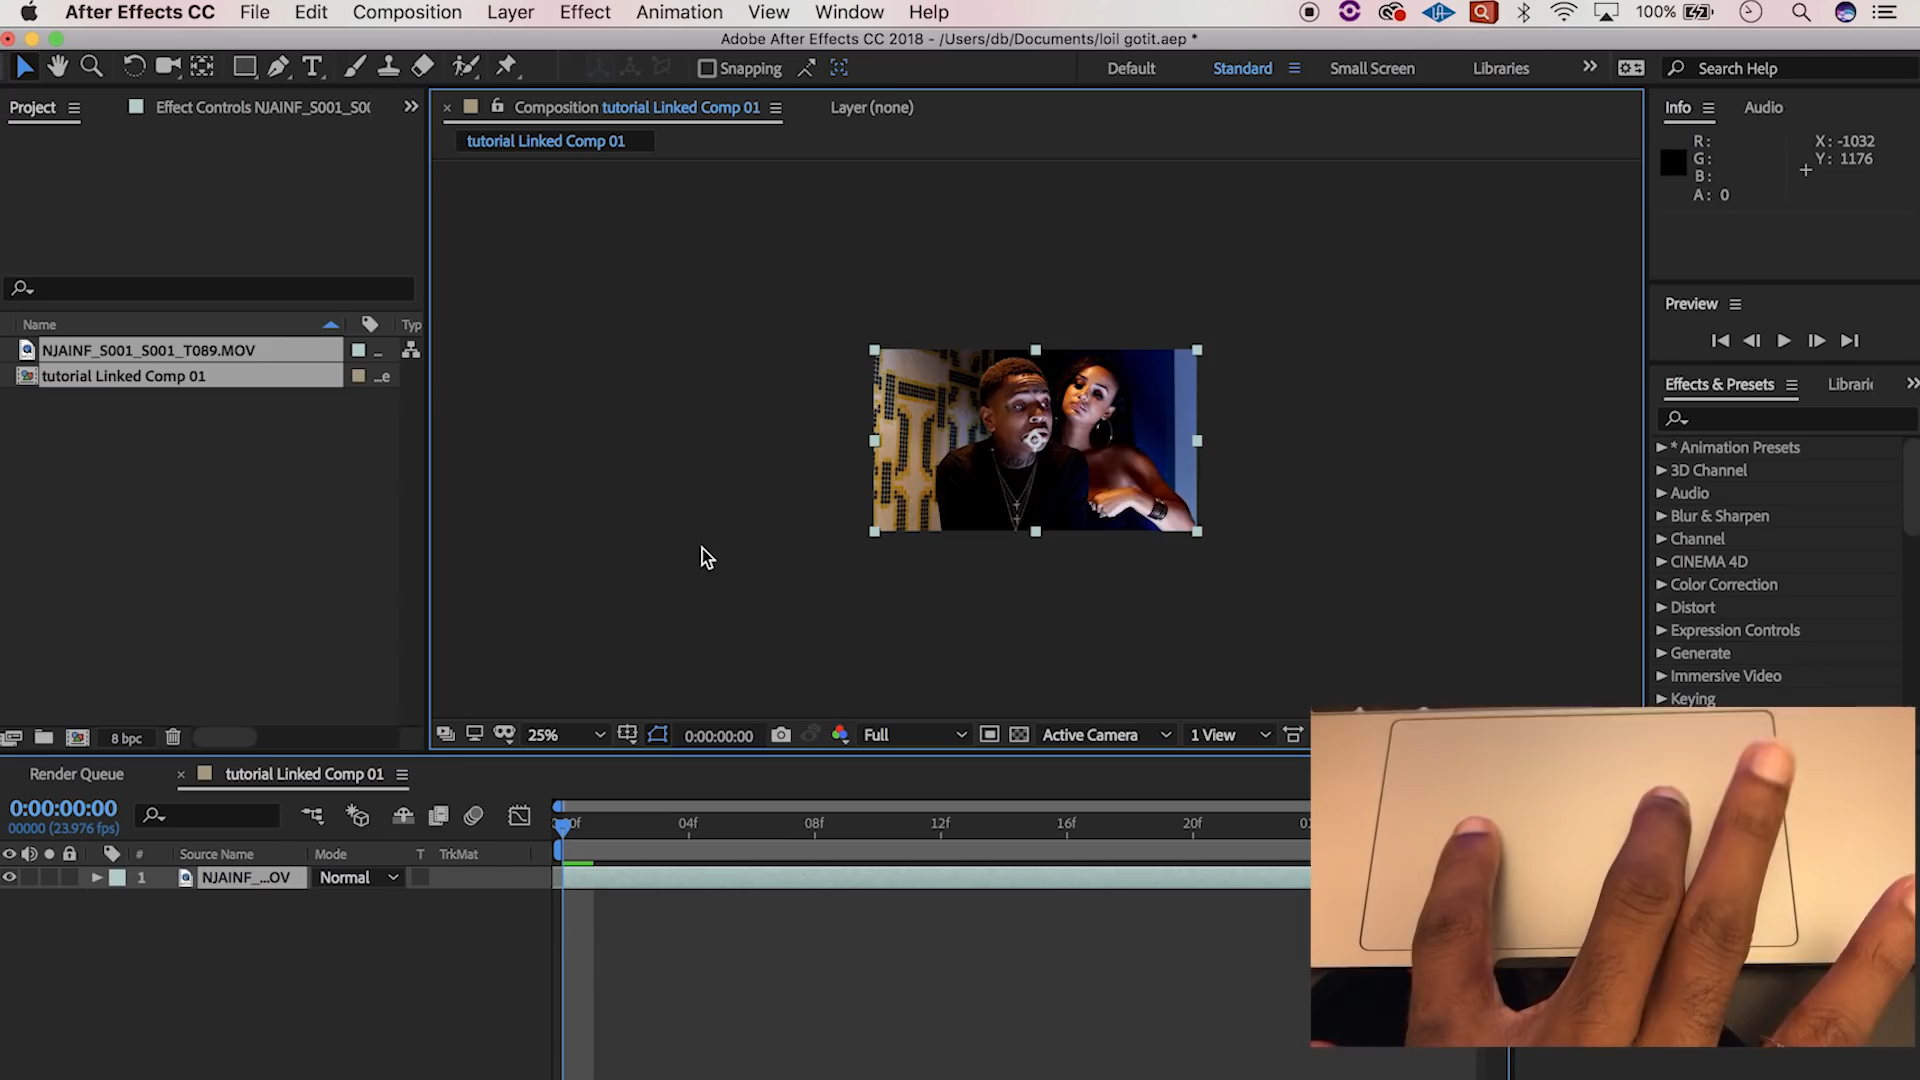 After Effects CC File Edit Composition Layer Effect Animation View Window Help 100%
Adobe After Effects CC 2018 - /Users/db/Documents/loil gotit.aep *
Snapping Default Standard Small Screen Libraries Search Help
Project Effect Controls NJAINF_S001_S00 Composition tutorial Linked Comp 01 Layer (none) Info Audio
tutorial Linked Comp 01
R: X: -1032
G: Y: 1176
B:
A: 0
Preview
Name Typ
NJAINF_S001_S001_T089.MOV ...
tutorial Linked Comp 01 ...e
Effects & Presets Librari
* Animation Presets
3D Channel
Audio
Blur & Sharpen
Channel
CINEMA 4D
Color Correction
Distort
Expression Controls
Generate
Immersive Video
Keying
8 bpc 25% 0:00:00:00 Full Active Camera 1 View
Render Queue tutorial Linked Comp 01
0:00:00:00
00000 (23.976 fps)
04f 08f 12f 16f 20f
# Source Name Mode T TrkMat
1 NJAINF_...OV Normal